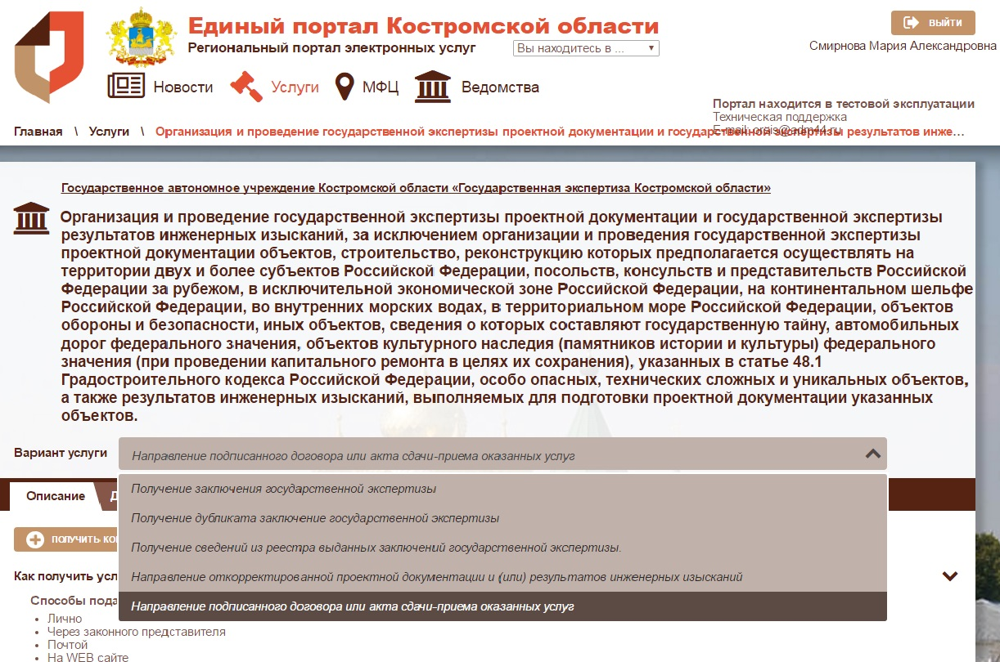 Единый портал Костромской области
ВЫЙТИ
Региональный портал электронных услуг
Вы находитесь в ...
Смирнова Мария Александровна
Новости
Услуги
МФЦ
Ведомства
Портал находится в тестовой эксплуатации
Техническая поддержка
E-mail: orais@adm44.ru
Главная \ Услуги \ Организация и проведение государственной экспертизы проектной документации и государственной экспертизы результатов инже...
Государственное автономное учреждение Костромской области «Государственная экспертиза Костромской области»
Организация и проведение государственной экспертизы проектной документации и государственной экспертизы
результатов инженерных изысканий, за исключением организации и проведения государственной экспертизы
проектной документации объектов, строительство, реконструкцию которых предполагается осуществлять на
территории двух и более субъектов Российской Федерации, посольств, консульств и представительств Российской
Федерации за рубежом, в исключительной экономической зоне Российской Федерации, на континентальном шельфе
Российской Федерации, во внутренних морских водах, в территориальном море Российской Федерации, объектов
обороны и безопасности, иных объектов, сведения о которых составляют государственную тайну, автомобильных
дорог федерального значения, объектов культурного наследия (памятников истории и культуры) федерального
значения (при проведении капитального ремонта в целях их сохранения), указанных в статье 48.1
Градостроительного кодекса Российской Федерации, особо опасных, технических сложных и уникальных объектов,
а также результатов инженерных изысканий, выполняемых для подготовки проектной документации указанных
объектов.
Вариант услуги
Направление подписанного договора или акта сдачи-приема оказанных услуг
Получение заключения государственной экспертизы
Описание
Получение дубликата заключение государственной экспертизы
ПОЛУЧИТЬ
Получение сведений из реестра выданных заключений государственной экспертизы.
Как получить
Направление откорректированной проектной документации и (или) результатов инженерных изысканий
Способы
Направление подписанного договора или акта сдачи-приема оказанных услуг
• Лично
• Через законного представителя
• Почтой
• На WEB сайте